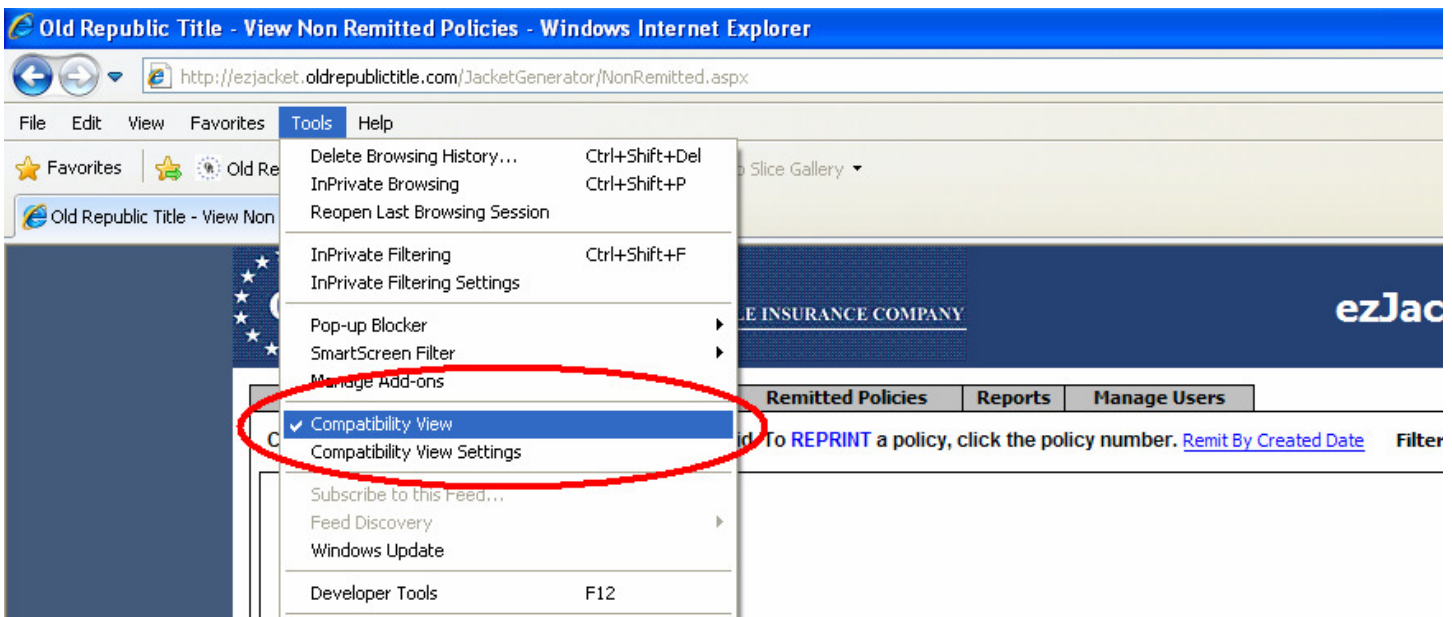 Old Republic Title - View Non Remitted Policies - Windows Internet Explorer
http://ezjacket.oldrepublictitle.com/JacketGenerator/NonRemitted.aspx
File Edit View Favorites Tools Help
Favorites Old Re Slice Gallery
Old Republic Title - View Non
Delete Browsing History... Ctrl+Shift+Del
InPrivate Browsing Ctrl+Shift+P
Reopen Last Browsing Session
InPrivate Filtering Ctrl+Shift+F
InPrivate Filtering Settings
Pop-up Blocker
SmartScreen Filter
Manage Add-ons
Compatibility View
Compatibility View Settings
Subscribe to this Feed...
Feed Discovery
Windows Update
Developer Tools F12
LE INSURANCE COMPANY
ezJac
Remitted Policies Reports Manage Users
id. To REPRINT a policy, click the policy number. Remit By Created Date Filter